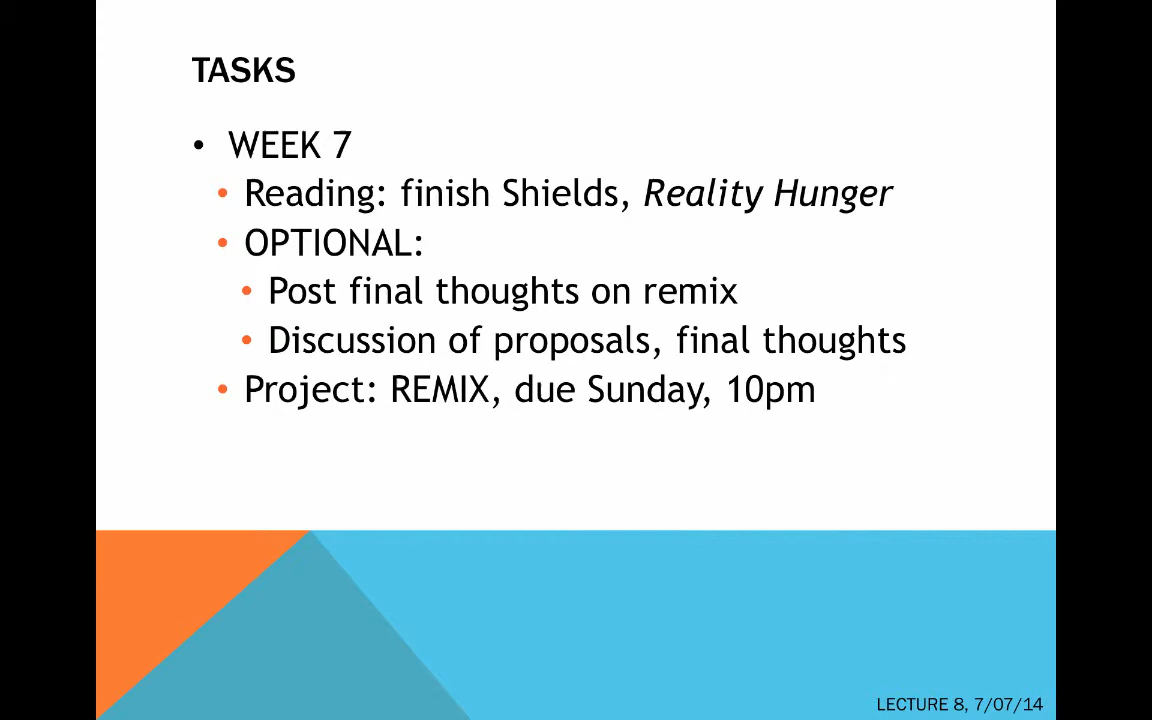 TASKS
• WEEK 7
• Reading: finish Shields, Reality Hunger
• OPTIONAL:
• Post final thoughts on remix
• Discussion of proposals, final thoughts
• Project: REMIX, due Sunday, 10pm
LECTURE 8, 7/07/14